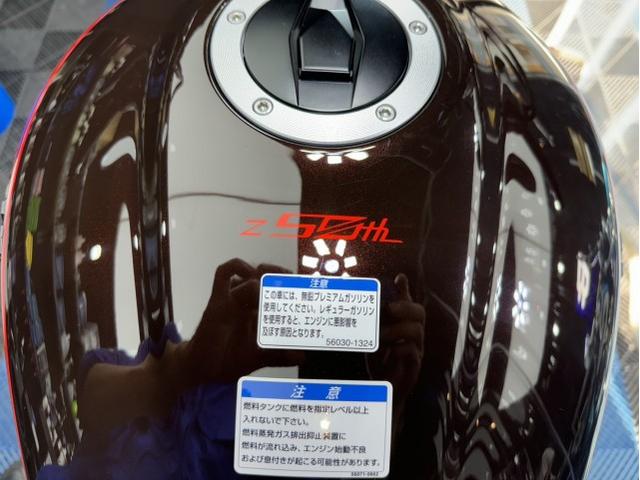 Z 50th
注意
この車には、無鉛プレミアムガソリンを
使用してください。レギュラーガソリン
を使用すると、エンジンに悪影響を
及ぼす原因となります。
56030-1324
注意
燃料タンクに燃料を指定レベル以上
入れないで下さい。
燃料蒸発ガス排出抑止装置に
燃料が流れ込み、エンジン始動不良
および息付きが起こる可能性があります。